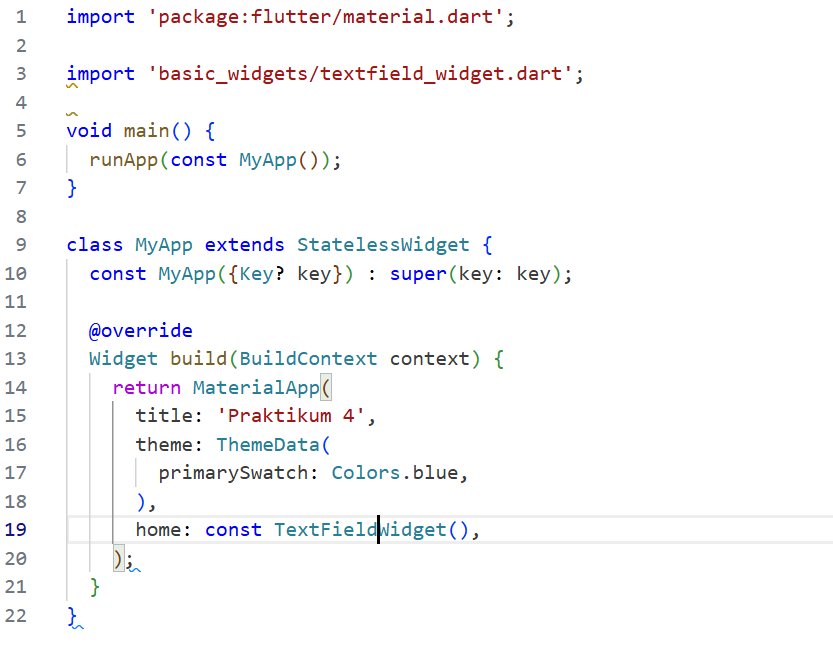 1 import 'package:flutter/material.dart';
2
3 import 'basic_widgets/textfield_widget.dart';
4
5 void main() {
6   runApp(const MyApp());
7 }
8
9 class MyApp extends StatelessWidget {
10   const MyApp({Key? key}) : super(key: key);
11
12   @override
13   Widget build(BuildContext context) {
14     return MaterialApp(
15       title: 'Praktikum 4',
16       theme: ThemeData(
17         primarySwatch: Colors.blue,
18       ),
19       home: const TextFieldWidget(),
20     );
21   }
22 }